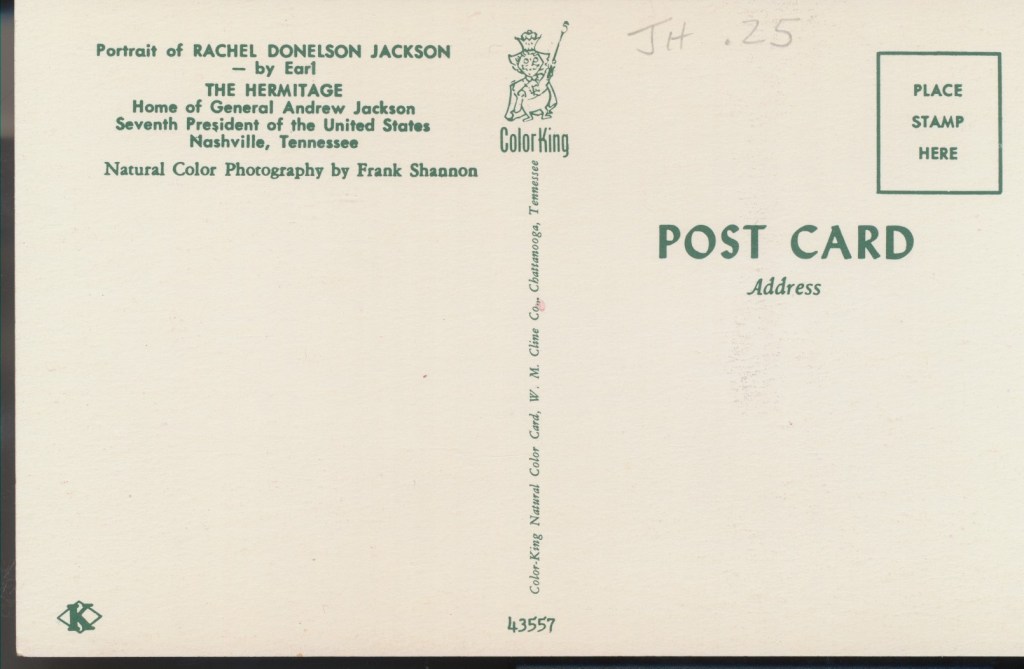 Portrait of RACHEL DONELSON JACKSON
— by Earl
THE HERMITAGE
Home of General Andrew Jackson
Seventh President of the United States
Nashville, Tennessee
Natural Color Photography by Frank Shannon
K
ColorKing
Color-King Natural Color Card, W. M. Cline Co., Chattanooga, Tennessee
43557
JH .25
PLACE
STAMP
HERE
POST CARD
Address